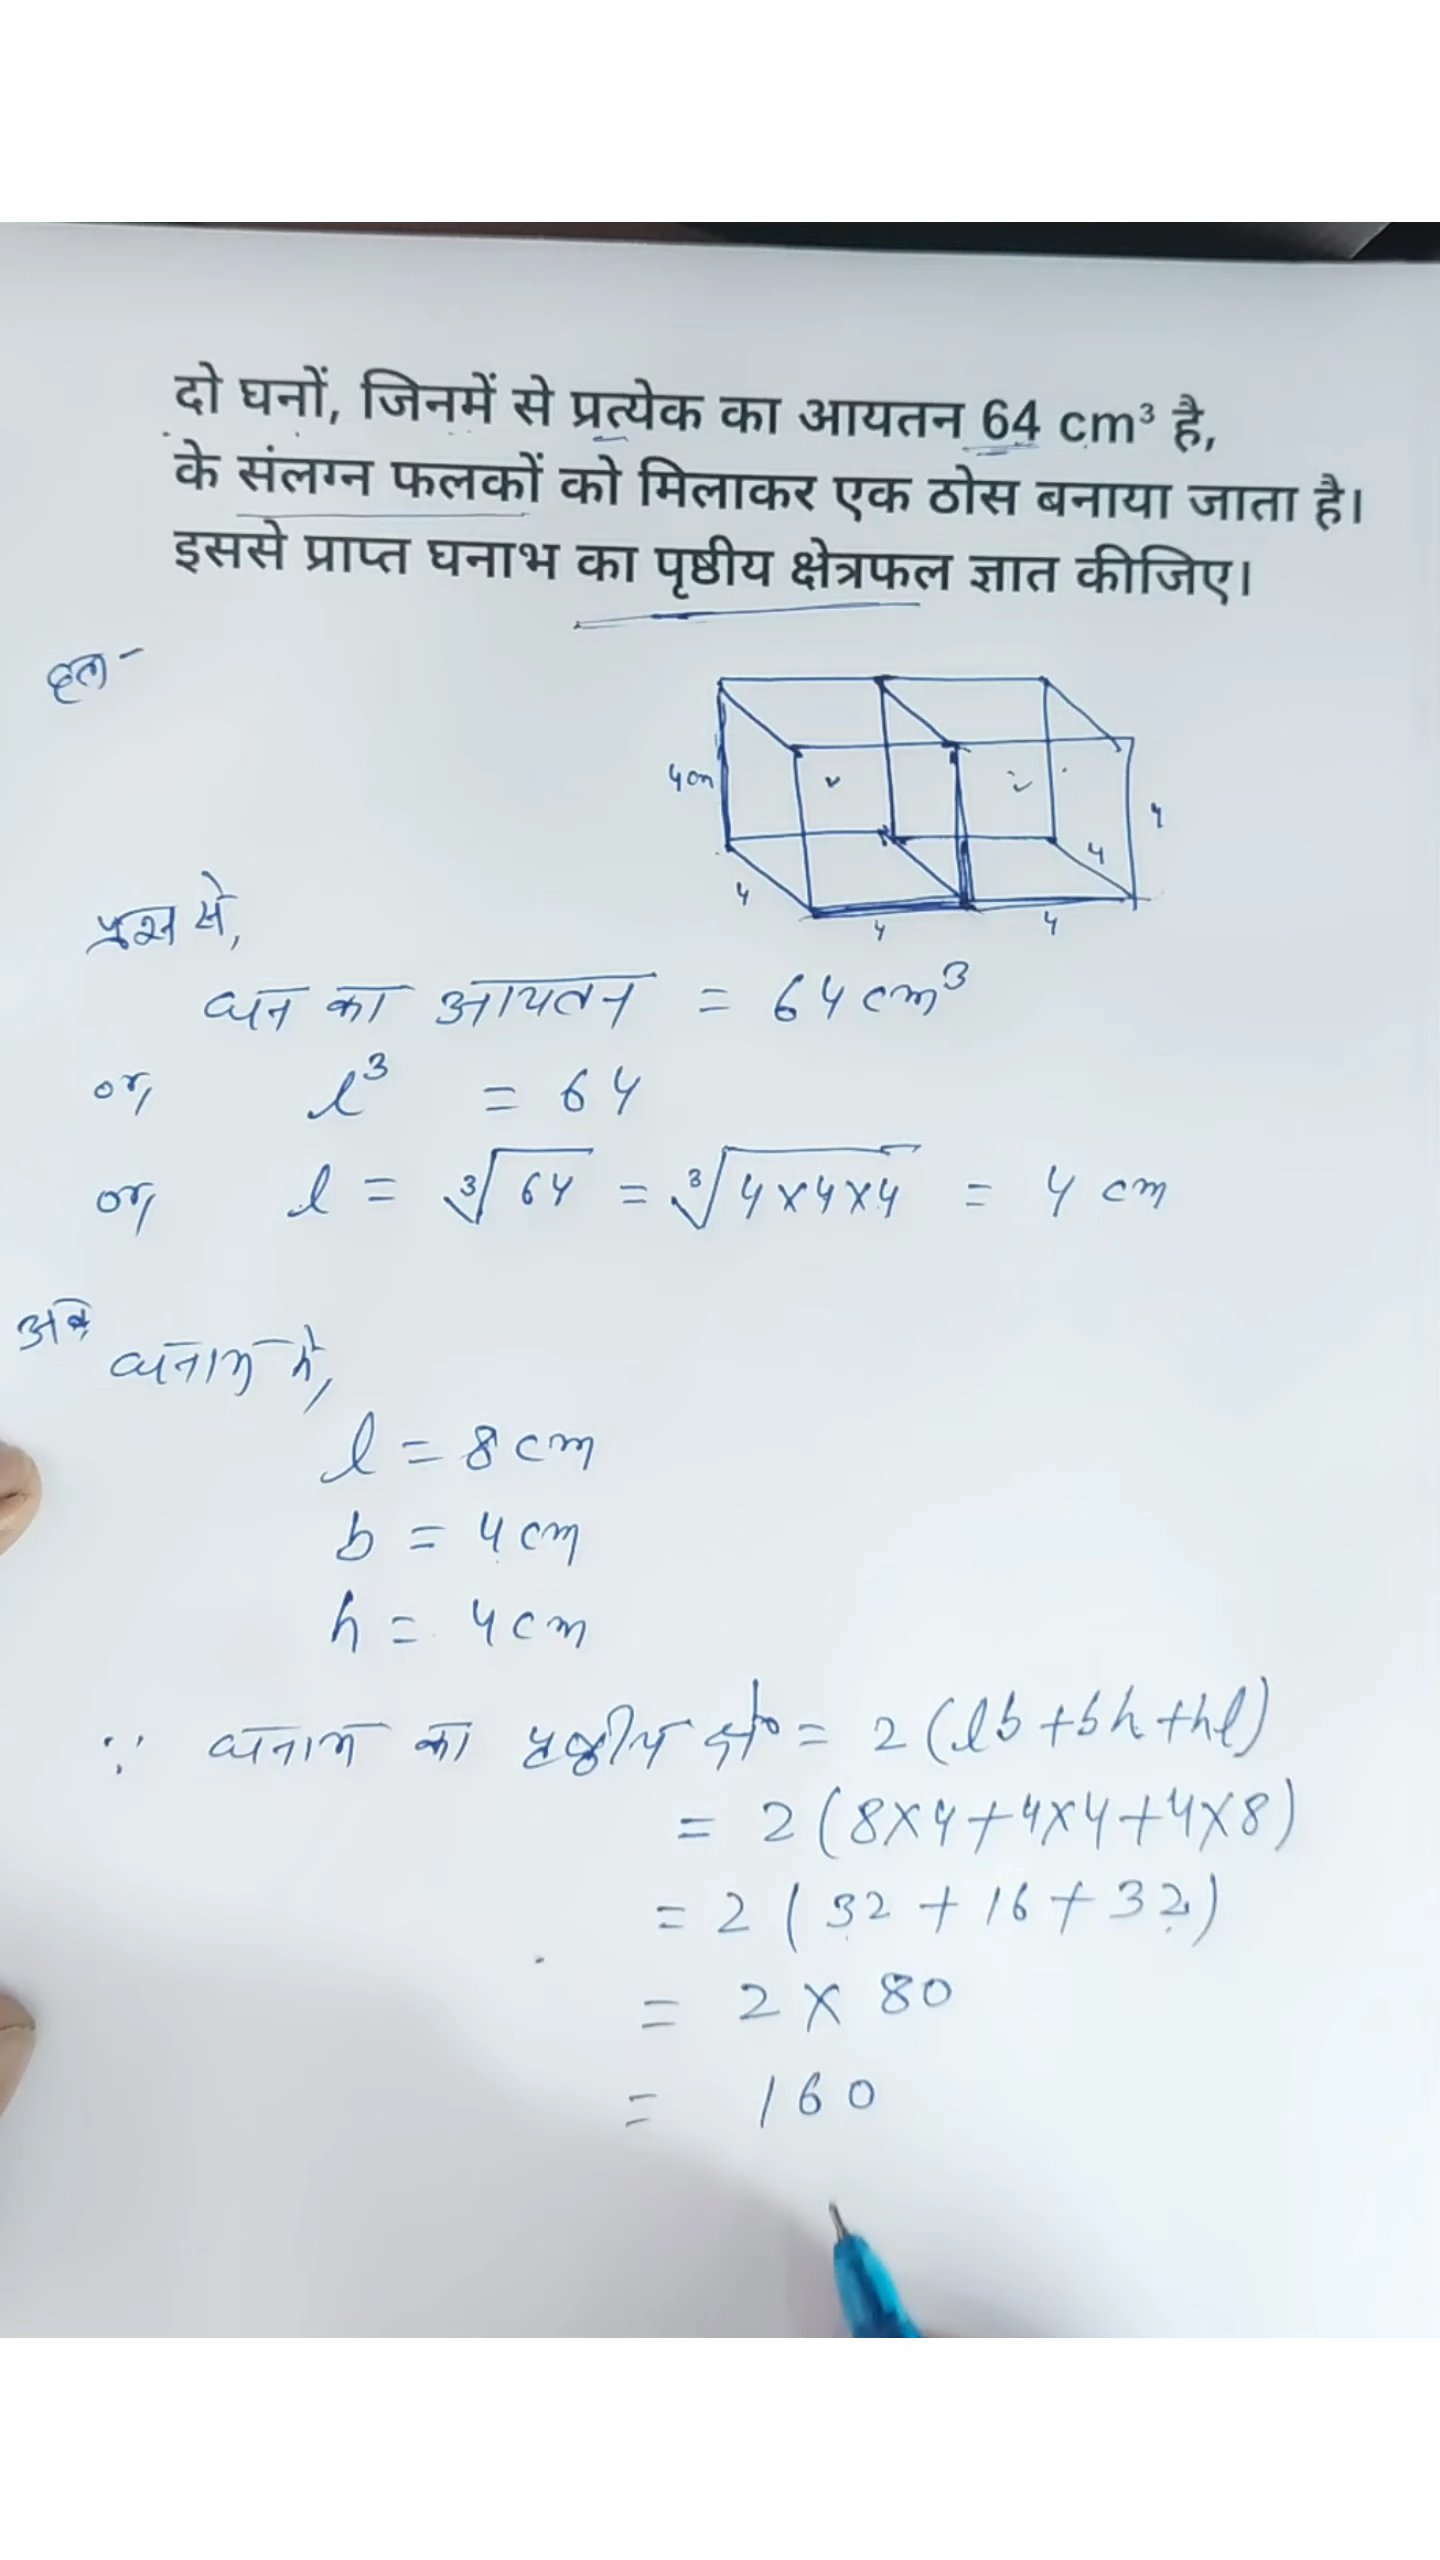 दो घनों, जिनमें से प्रत्येक का आयतन 64 cm³ है,
के संलग्न फलकों को मिलाकर एक ठोस बनाया जाता है।
इससे प्राप्त घनाभ का पृष्ठीय क्षेत्रफल ज्ञात कीजिए।
हल-
4cm
4
4
4
4
4
प्रश्न से,
घन का आयतन = 64 cm³
or, l³ = 64
or, l = ∛64 = ∛4×4×4 = 4 cm
अब,
घनाभ में,
l = 8 cm
b = 4 cm
h = 4 cm
∵ घनाभ का पृष्ठीय क्षे० = 2(lb+bh+hl)
= 2(8×4+4×4+4×8)
= 2(32+16+32)
= 2 × 80
= 160